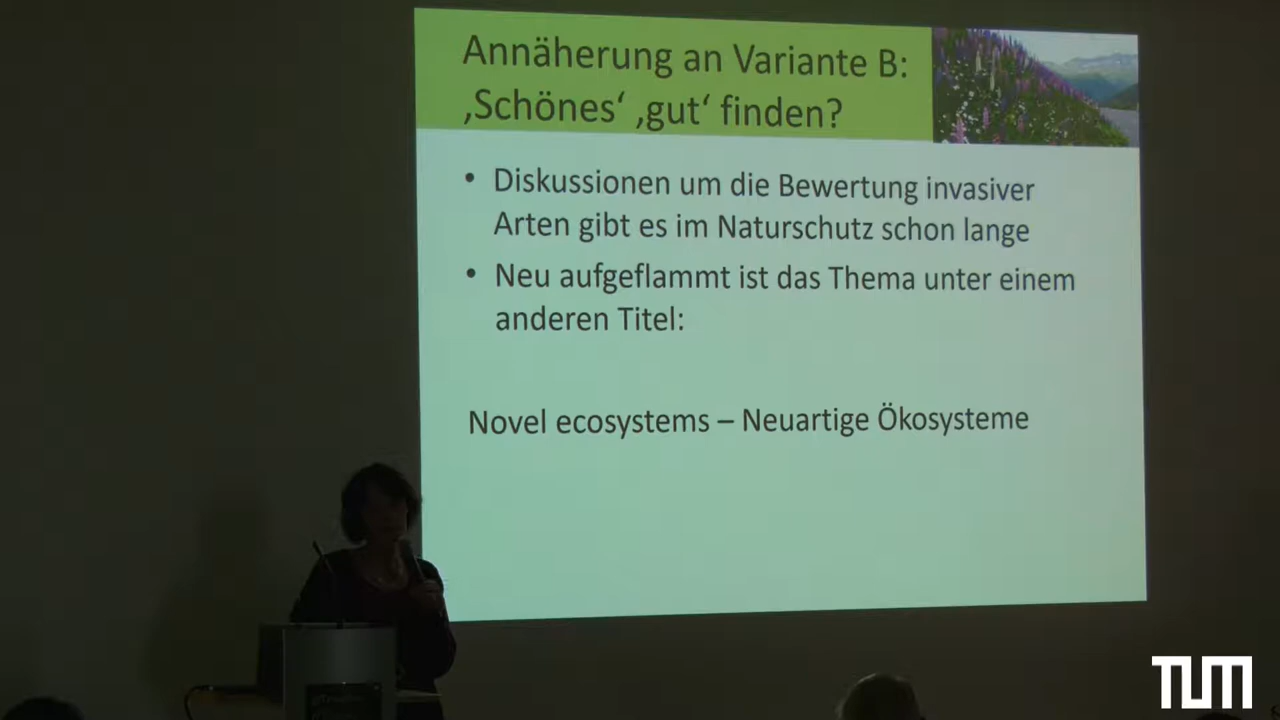 Annäherung an Variante B:
‚Schönes‘ ‚gut‘ finden?
• Diskussionen um die Bewertung invasiver
Arten gibt es im Naturschutz schon lange
• Neu aufgeflammt ist das Thema unter einem
anderen Titel:
Novel ecosystems – Neuartige Ökosysteme
TUM